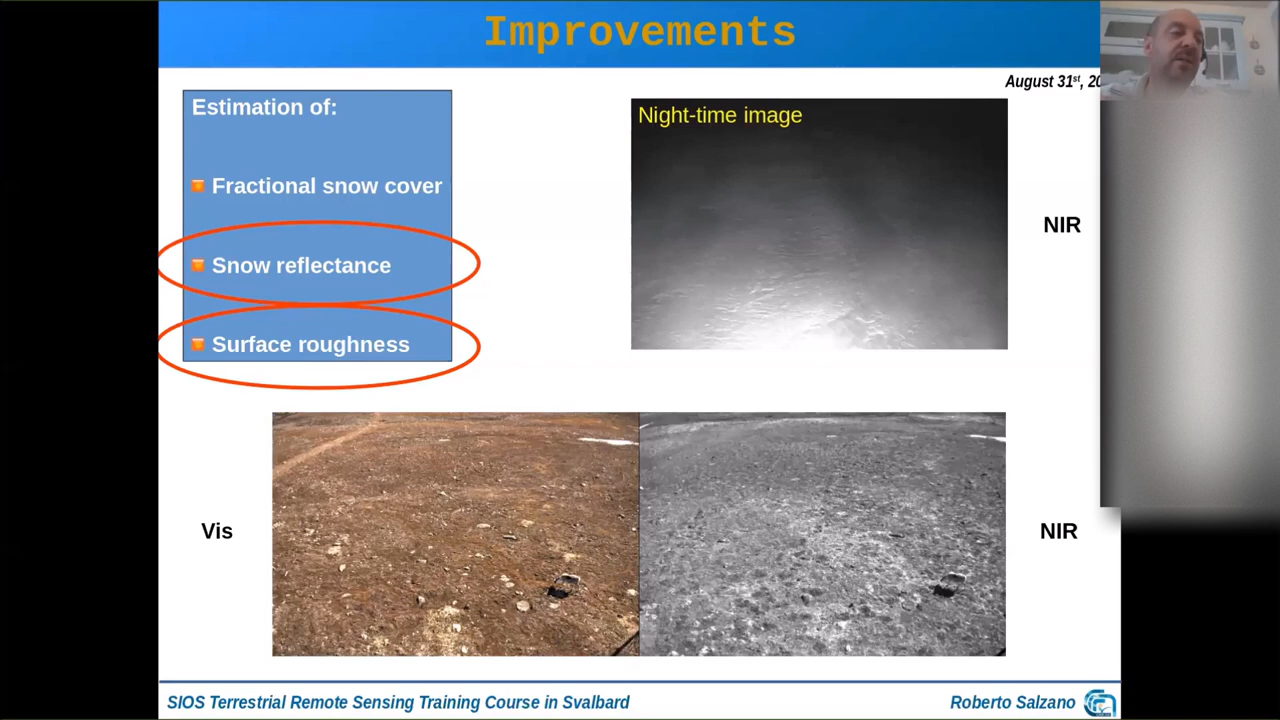 Improvements
August 31st, 20
Estimation of:
Fractional snow cover
Snow reflectance
Surface roughness
Night-time image
NIR
Vis
NIR
SIOS Terrestrial Remote Sensing Training Course in Svalbard
Roberto Salzano